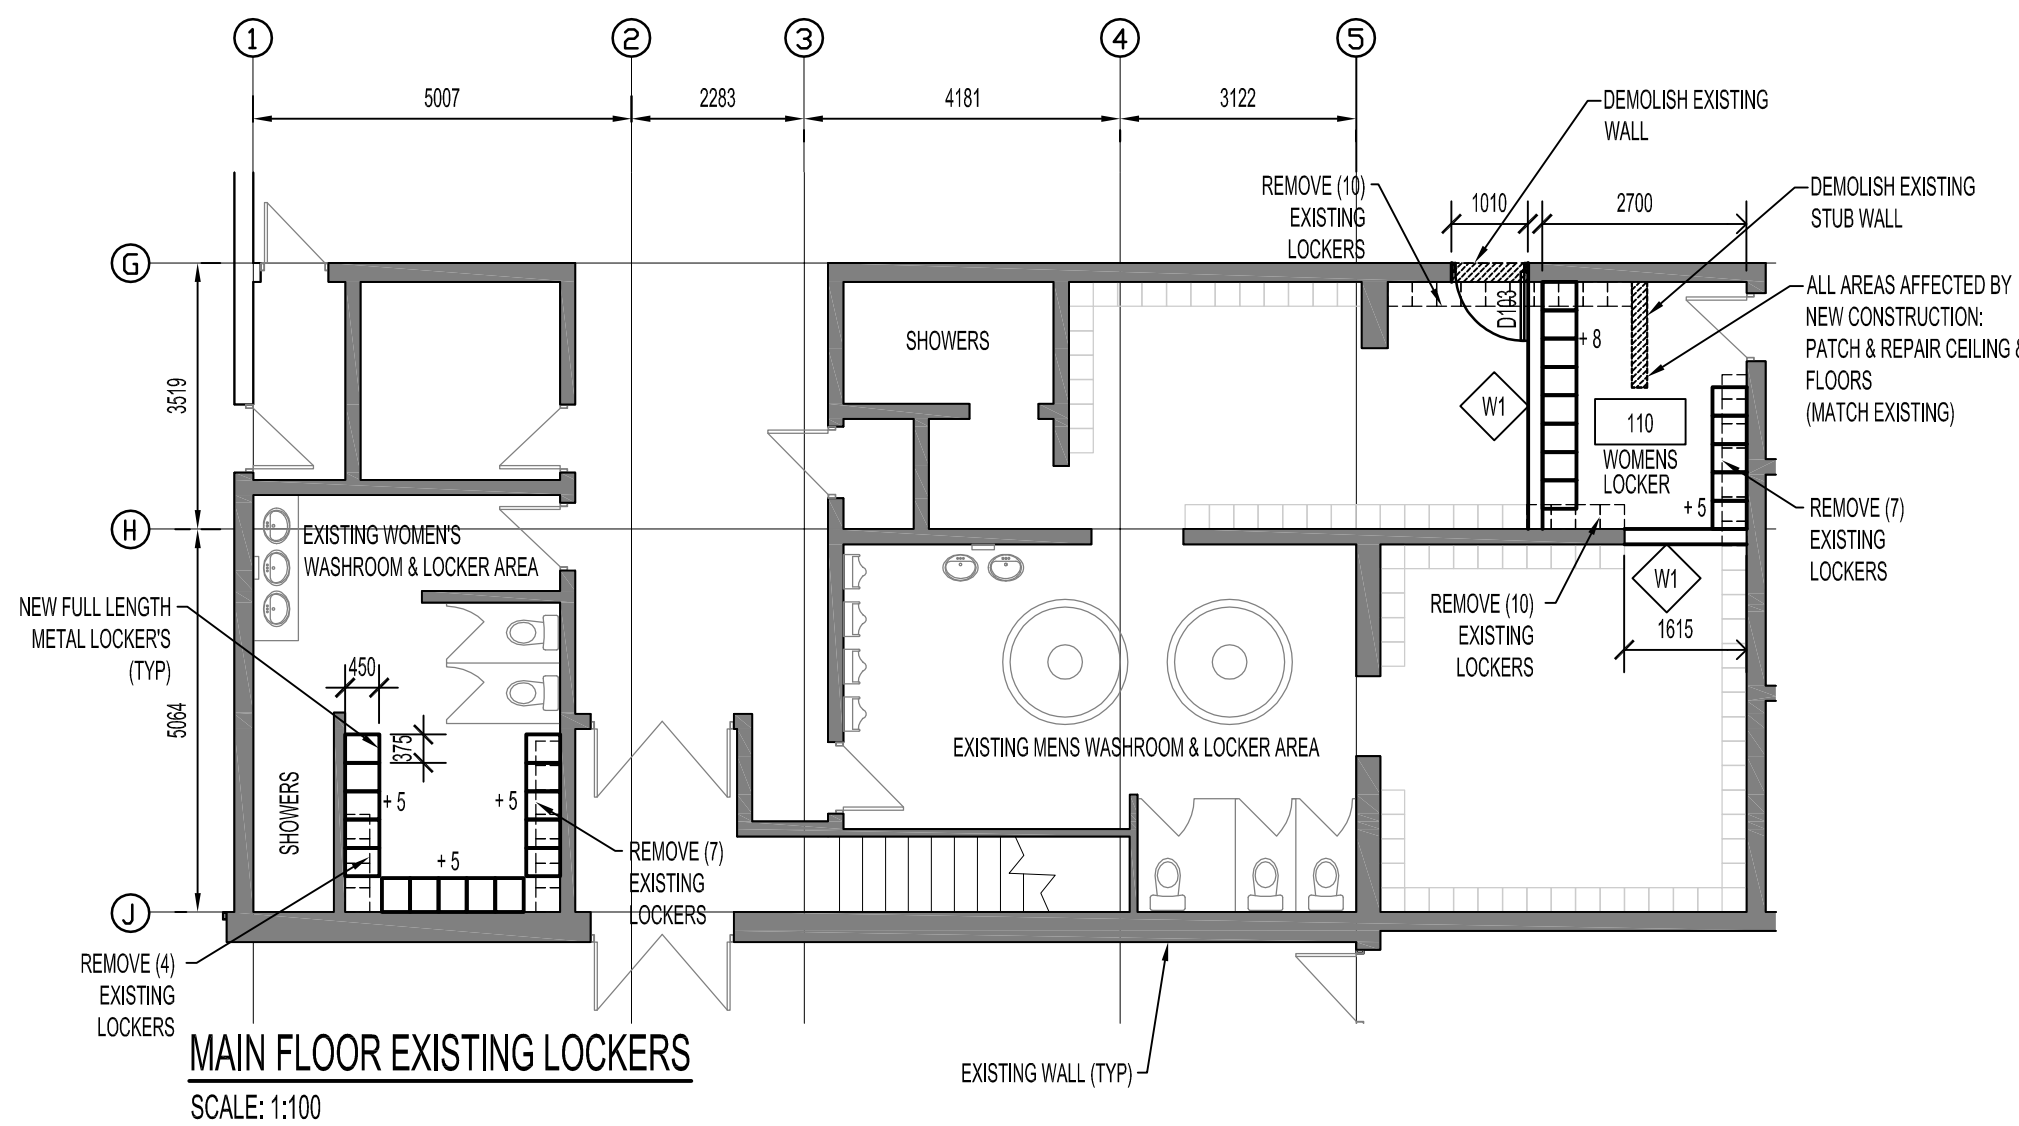 1
2
3
4
5
5007
2283
4181
3122
DEMOLISH EXISTING
WALL
REMOVE (10)
EXISTING
LOCKERS
1010
2700
DEMOLISH EXISTING
STUB WALL
G
ALL AREAS AFFECTED BY
NEW CONSTRUCTION:
PATCH & REPAIR CEILING &
FLOORS
(MATCH EXISTING)
D103
SHOWERS
+ 8
3519
W1
110
WOMENS
LOCKER
+ 5
REMOVE (7)
EXISTING
LOCKERS
H
EXISTING WOMEN'S
WASHROOM & LOCKER AREA
W1
NEW FULL LENGTH
METAL LOCKER'S
(TYP)
REMOVE (10)
EXISTING
LOCKERS
1615
450
5064
375
EXISTING MENS WASHROOM & LOCKER AREA
SHOWERS
+ 5
+ 5
+ 5
REMOVE (7)
EXISTING
LOCKERS
J
REMOVE (4)
EXISTING
LOCKERS
MAIN FLOOR EXISTING LOCKERS
SCALE: 1:100
EXISTING WALL (TYP)